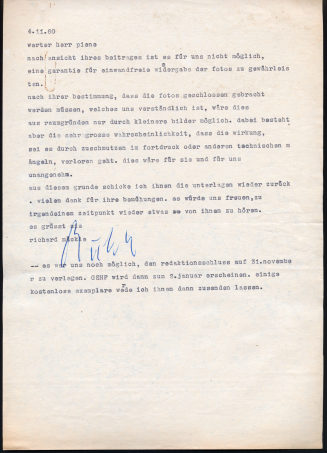 4.11.60
werter herr piene
nach ansicht ihres beitrages ist es für uns nicht möglich,
eine garantie für einwandfreie widergabe der fotos zu gewährleis
ten.
nach ihrer bestimmung, dass die fotos geschlossen gebracht
werden müssen, welches uns verständlich ist, wäre dies
aus raumgründen nur durch kleinere bilder möglich. dabei besteht
aber die sehr grosse wahrscheinlichkeit, dass die wirkung,
sei es durch zuschmutzen im fortdruck oder anderen technischen m
ängeln, verloren geht. dies wäre für sie und für uns
unangenehm.
aus diesem grunde schicke ich ihnen die unterlagen wieder zurück
. vielen dank für ihre bemühungen. es würde uns freuen,zu
irgendeinem zeitpunkt wieder etwas von ihnen zu hören.
es grüsst sie
richard
-- es war uns noch möglich, den redaktionsschluss auf 31.novembe
r zu verlegen. wird dann zum 2.januar erscheinen. einige
kostenlose exemplare werde ich ihnen dann zusenden lassen.